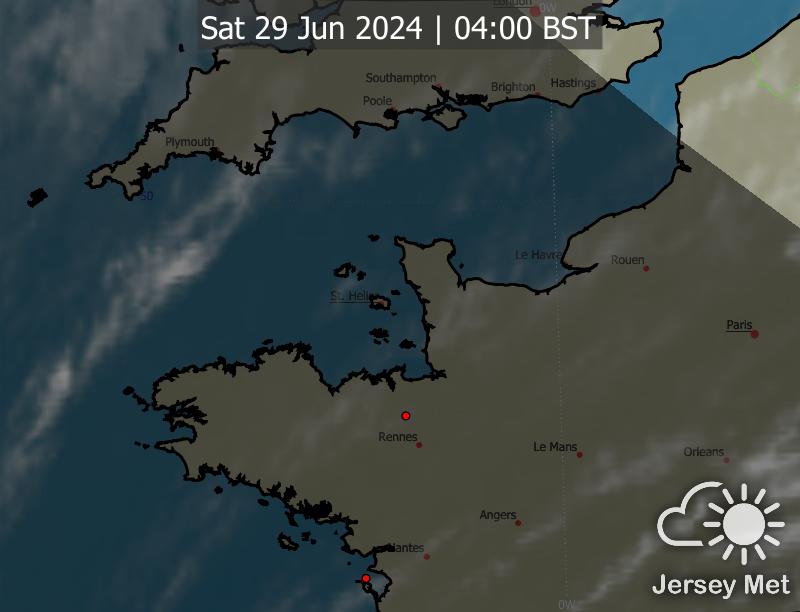 London
0W
Sat 29 Jun 2024 | 04:00 BST
Southampton
Brighton
Hastings
Poole
Plymouth
50
Le Havre
Rouen
St. Helier
Paris
Rennes
Le Mans
Orleans
Angers
Nantes
Jersey Met
0W